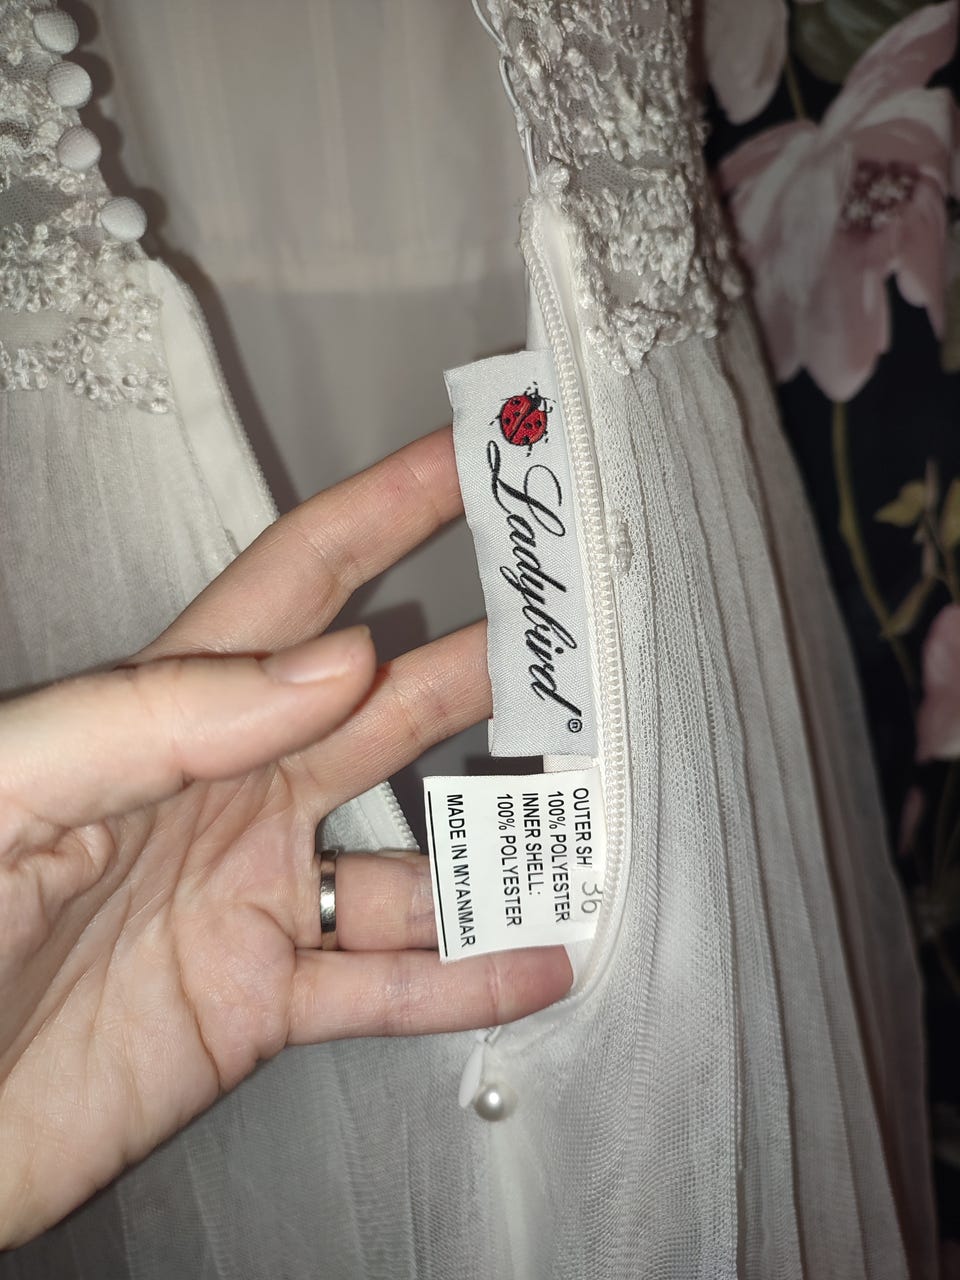 Ladybird®
OUTER SH
100% POLYESTER
INNER SHELL:
100% POLYESTER
MADE IN MYANMAR
36